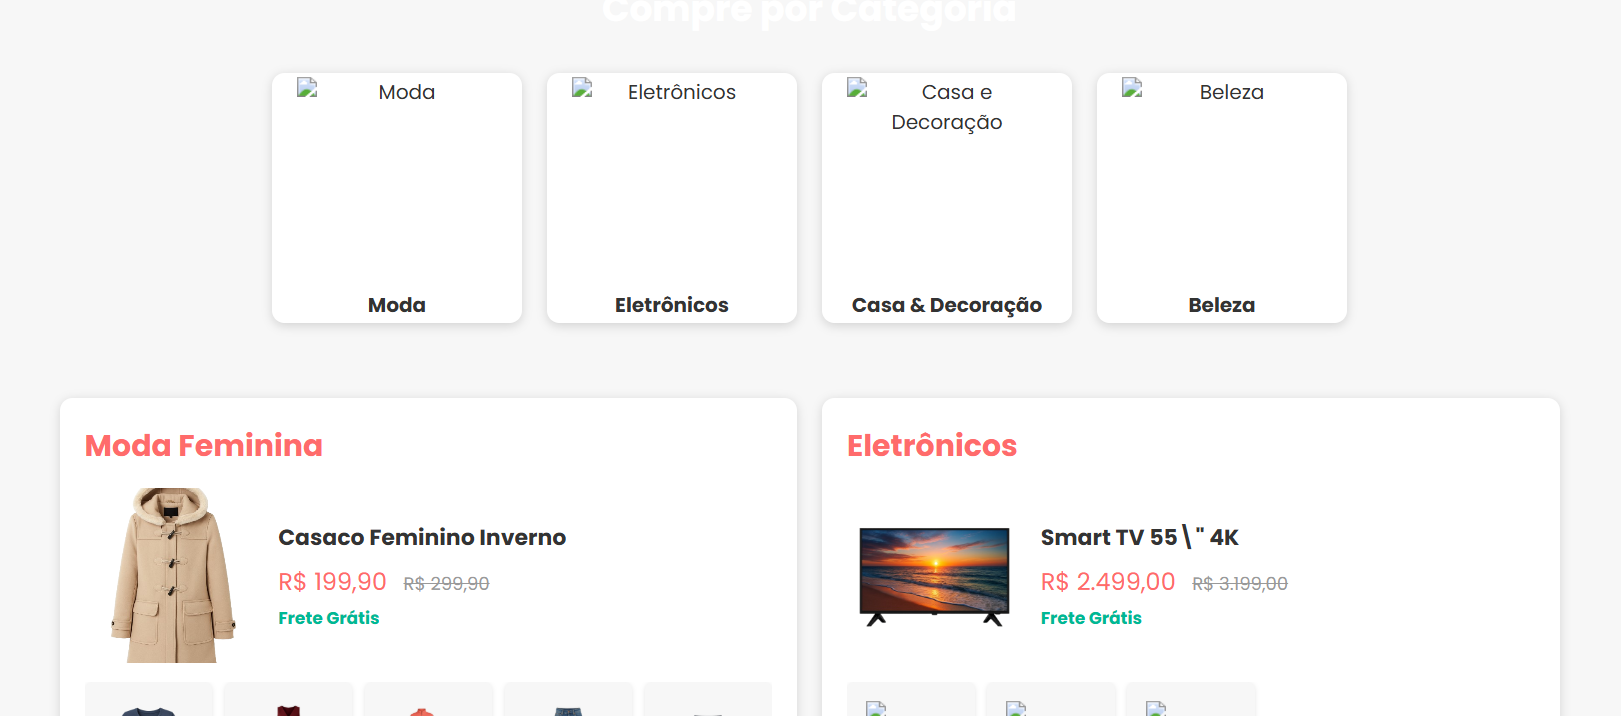 Compre por Categoria
Moda
Eletrônicos
Casa e
Decoração
Beleza
Moda
Eletrônicos
Casa & Decoração
Beleza
Moda Feminina
Casaco Feminino Inverno
R$ 199,90 R$ 299,90
Frete Grátis
Eletrônicos
Smart TV 55\" 4K
R$ 2.499,00 R$ 3.199,00
Frete Grátis